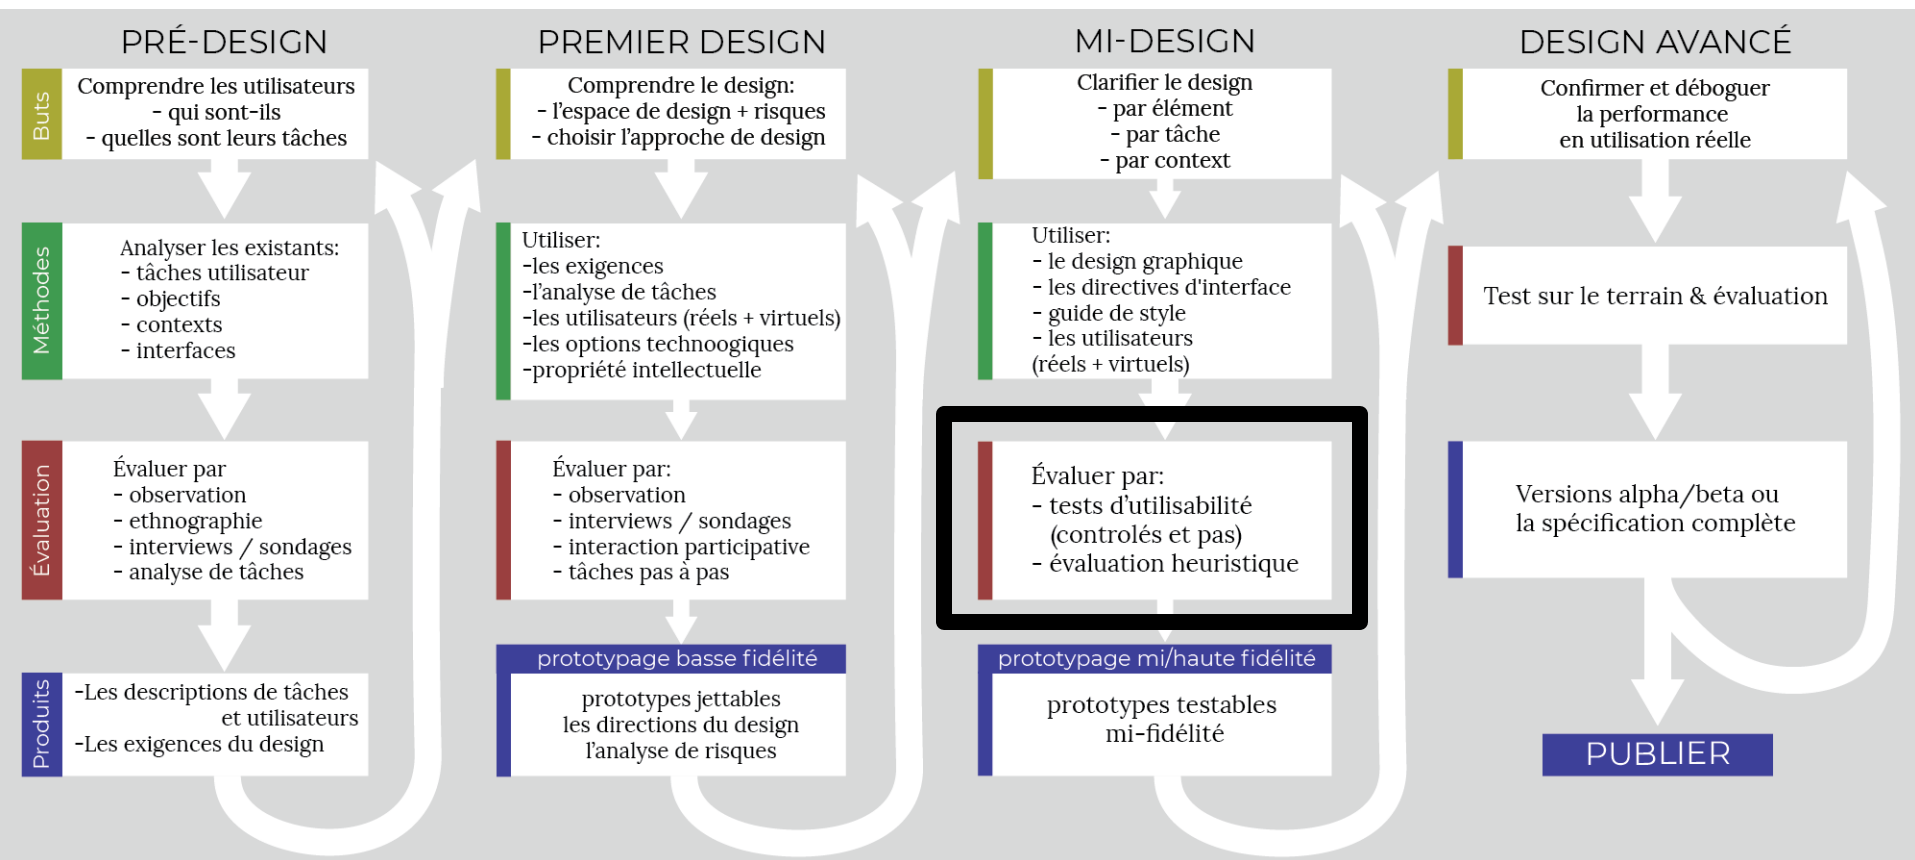 PRÉ-DESIGN
Buts
Comprendre les utilisateurs
- qui sont-ils
- quelles sont leurs tâches
Méthodes
Analyser les existants:
- tâches utilisateur
- objectifs
- contexts
- interfaces
Évaluation
Évaluer par
- observation
- ethnographie
- interviews / sondages
- analyse de tâches
Produits
-Les descriptions de tâches
et utilisateurs
-Les exigences du design
PREMIER DESIGN
Comprendre le design:
- l'espace de design + risques
- choisir l'approche de design
Utiliser:
-les exigences
-l'analyse de tâches
-les utilisateurs (réels + virtuels)
-les options technoogiques
-propriété intellectuelle
Évaluer par:
- observation
- interviews / sondages
- interaction participative
- tâches pas à pas
prototypage basse fidélité
prototypes jettables
les directions du design
l'analyse de risques
MI-DESIGN
Clarifier le design
- par élément
- par tâche
- par context
Utiliser:
- le design graphique
- les directives d'interface
- guide de style
- les utilisateurs
(réels + virtuels)
Évaluer par:
- tests d'utilisabilité
(controlés et pas)
- évaluation heuristique
prototypage mi/haute fidélité
prototypes testables
mi-fidélité
DESIGN AVANCÉ
Confirmer et déboguer
la performance
en utilisation réelle
Test sur le terrain & évaluation
Versions alpha/beta ou
la spécification complète
PUBLIER